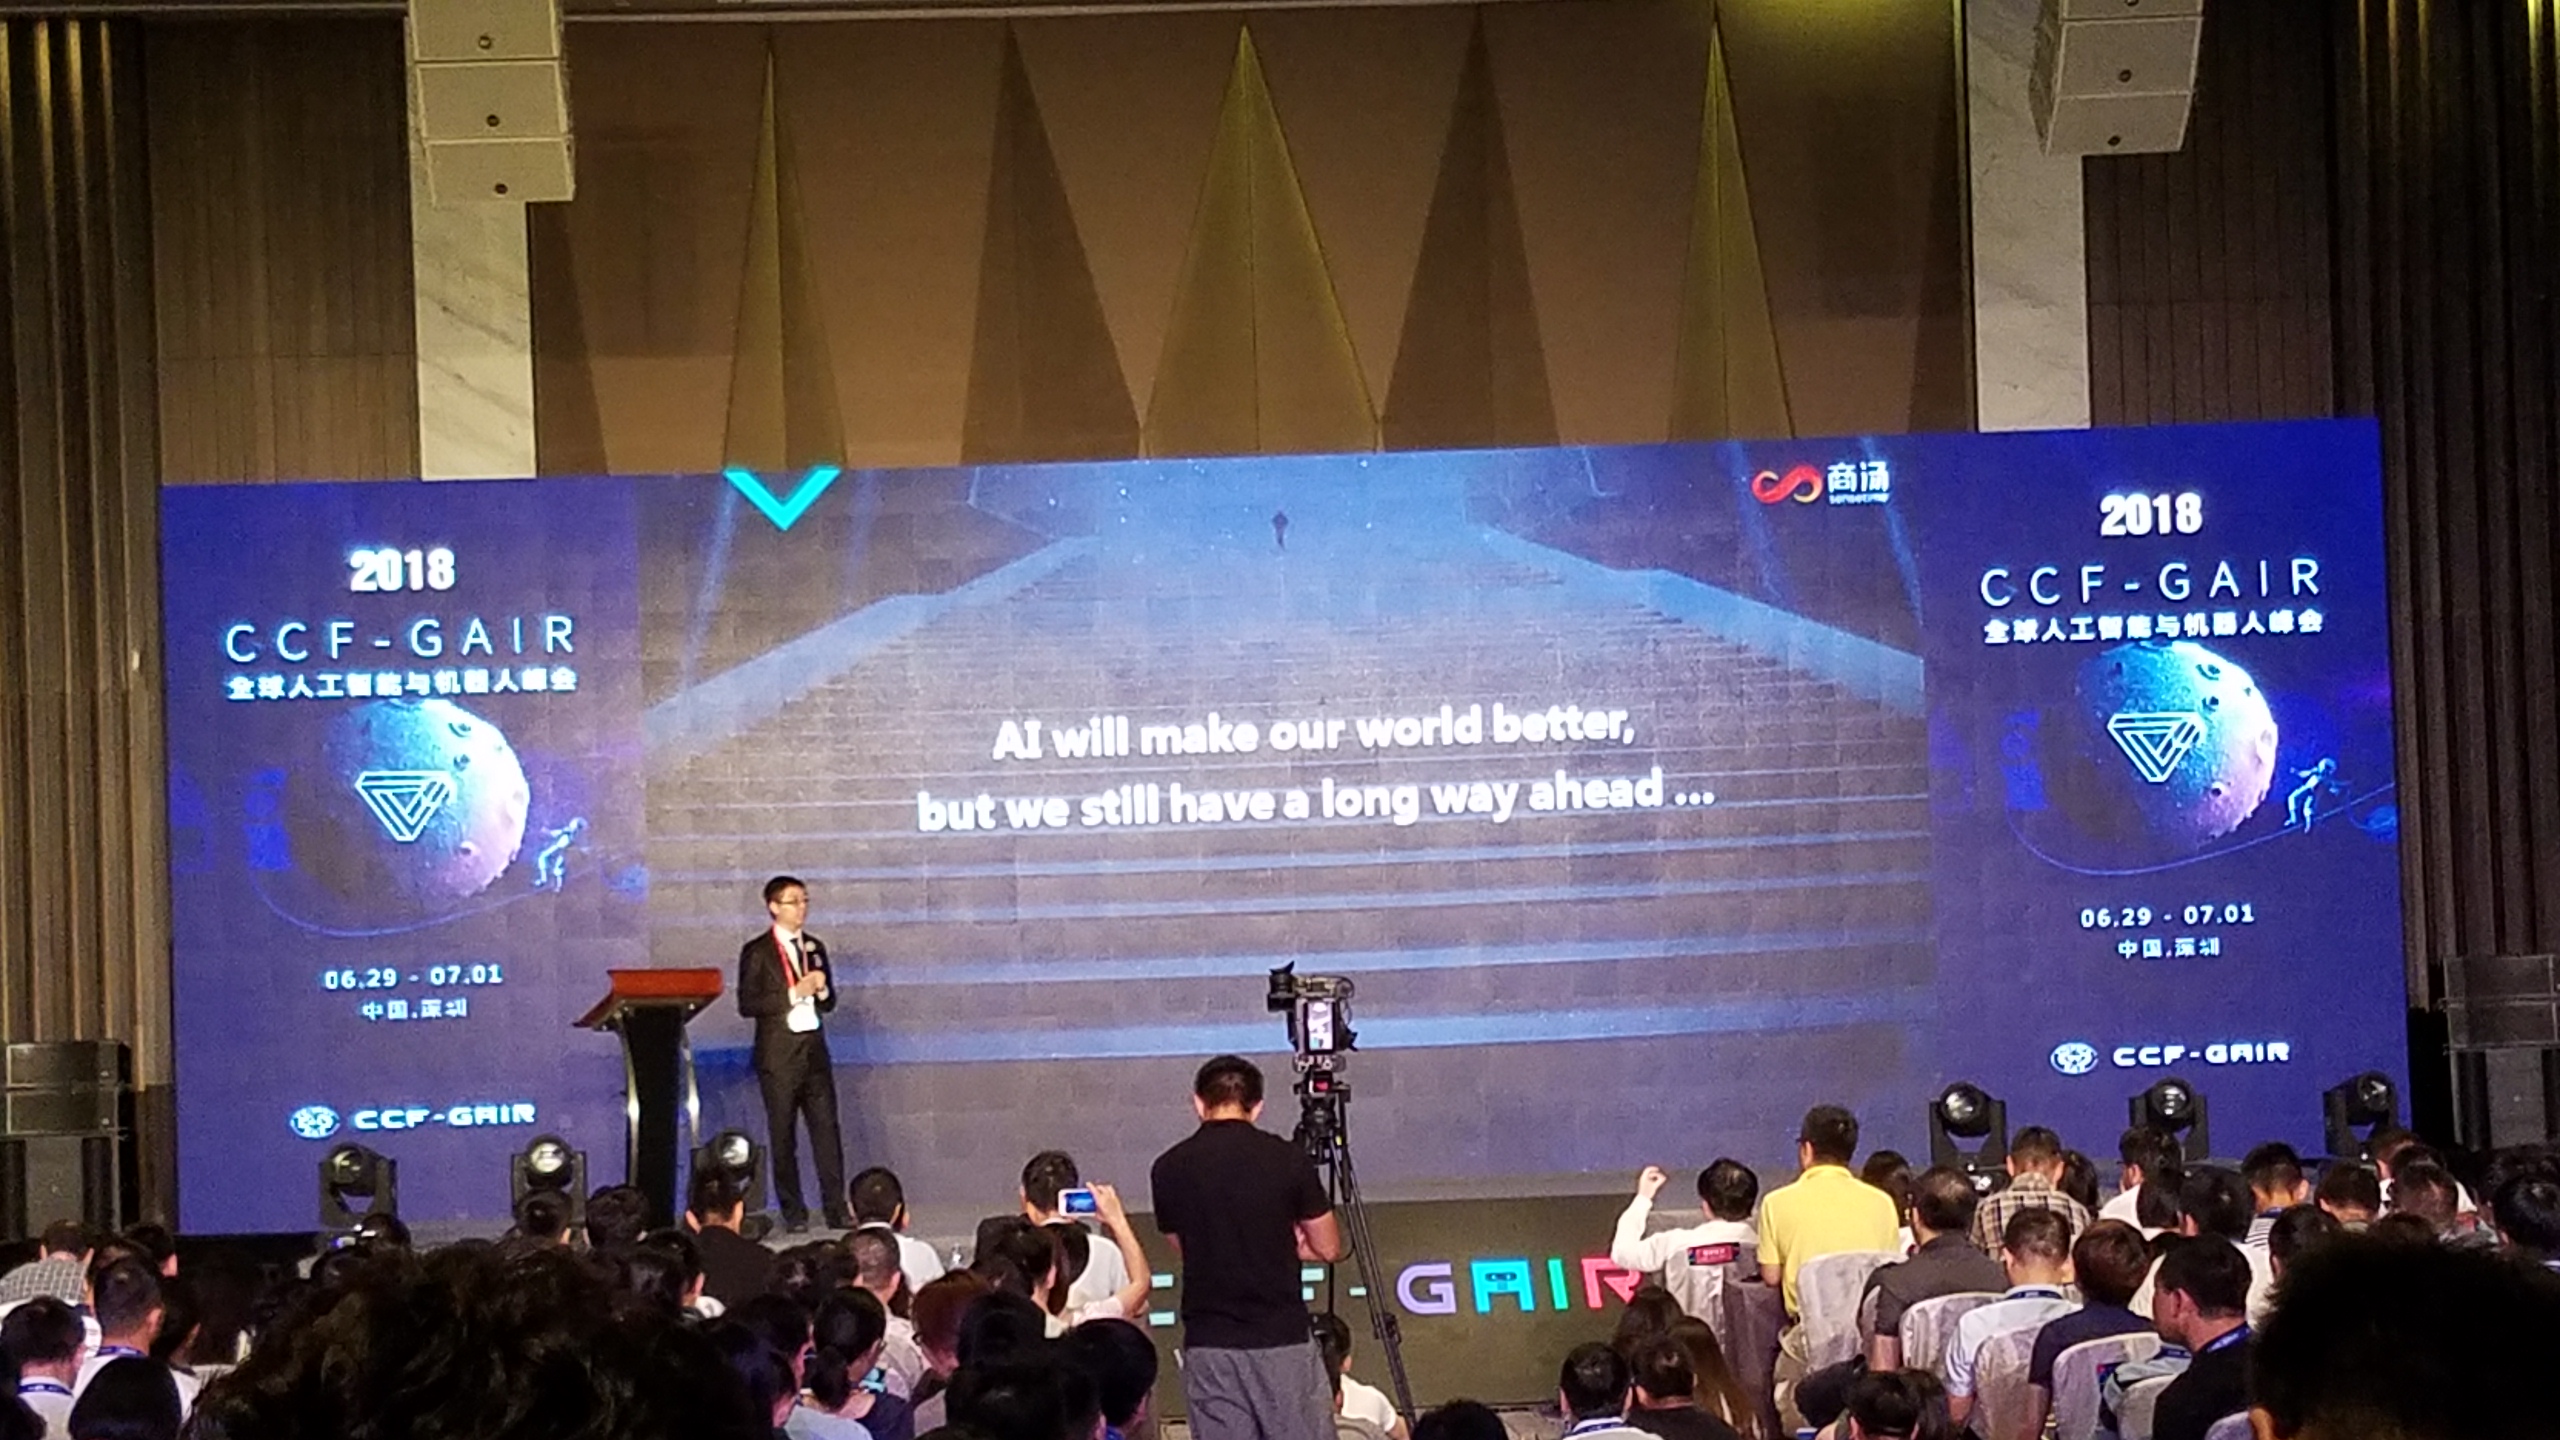 2018
CCF-GAIR
全球人工智能与机器人峰会
06.29 - 07.01
中国.深圳
CCF-GAIR
商汤
sensetime
AI will make our world better,
but we still have a long way ahead ...
2018
CCF-GAIR
全球人工智能与机器人峰会
06.29 - 07.01
中国.深圳
CCF-GAIR
F-GAIR